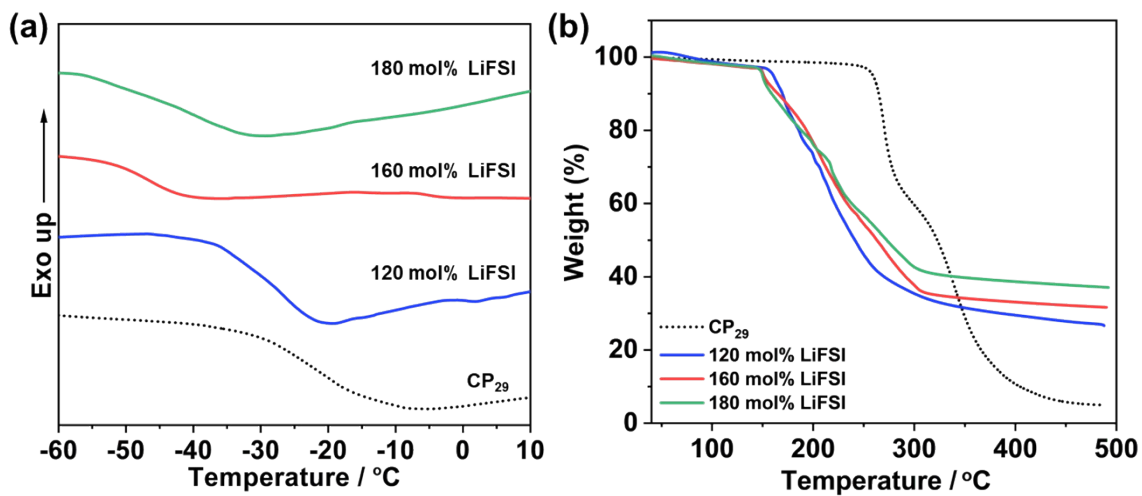 (a)
180 mol% LiFSI
160 mol% LiFSI
120 mol% LiFSI
CP₂₉
Exo up
-60 -50 -40 -30 -20 -10 0 10
Temperature / °C
(b)
100
80
60
40
20
0
Weight (%)
CP₂₉
120 mol% LiFSI
160 mol% LiFSI
180 mol% LiFSI
100 200 300 400 500
Temperature / °C